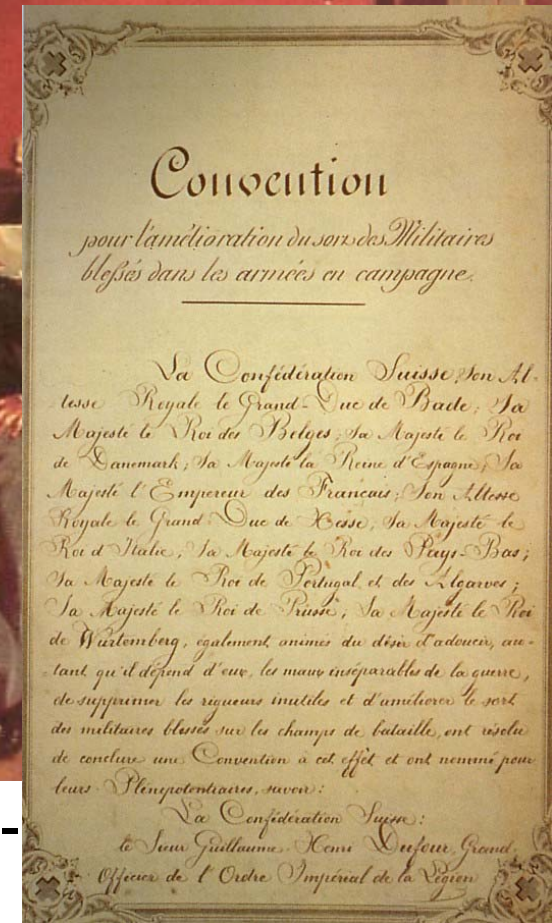 Convention
pour l'amélioration du sort des Militaires
blessés dans les armées en campagne.
La Confédération Suisse; Son Al-
tesse Royale le Grand-Duc de Bade; Sa
Majesté le Roi des Belges; Sa Majesté le Roi
de Danemark; Sa Majesté la Reine d'Espagne; Sa
Majesté l'Empereur des Français; Son Altesse
Royale le Grand-Duc de Hesse; Sa Majesté le
Roi d'Italie; Sa Majesté le Roi des Pays-Bas;
Sa Majesté le Roi de Portugal et des Algarves;
Sa Majesté le Roi de Prusse, Sa Majesté le Roi
de Würtemberg, également animés du désir d'adoucir, au-
tant qu'il dépend d'eux, les maux inséparables de la guerre,
de supprimer les rigueurs inutiles et d'améliorer le sort
des militaires blessés sur les champs de bataille, ont résolu
de conclure une Convention à cet effet et ont nommé pour
leurs Plénipotentiaires, savoir:
La Confédération Suisse:
le Sieur Guillaume-Henri Dufour, Grand
Officier de l'Ordre Impérial de la Légion
-